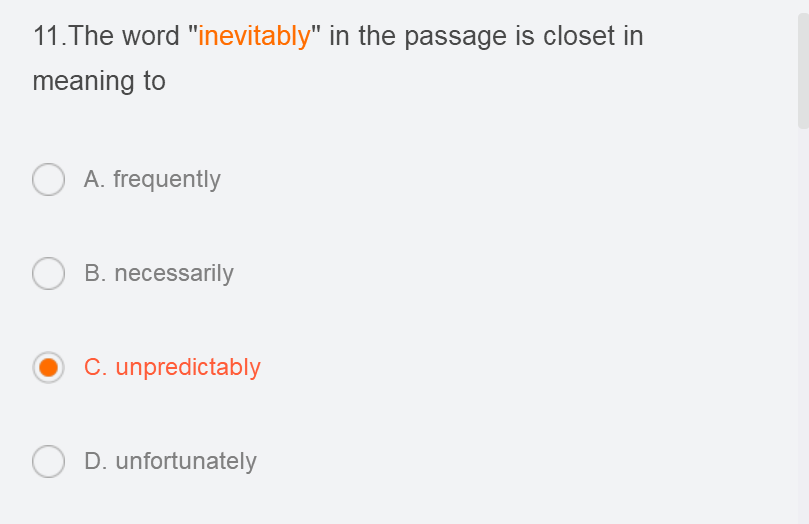 11.The word "inevitably" in the passage is closet in
meaning to
A. frequently
B. necessarily
C. unpredictably
D. unfortunately